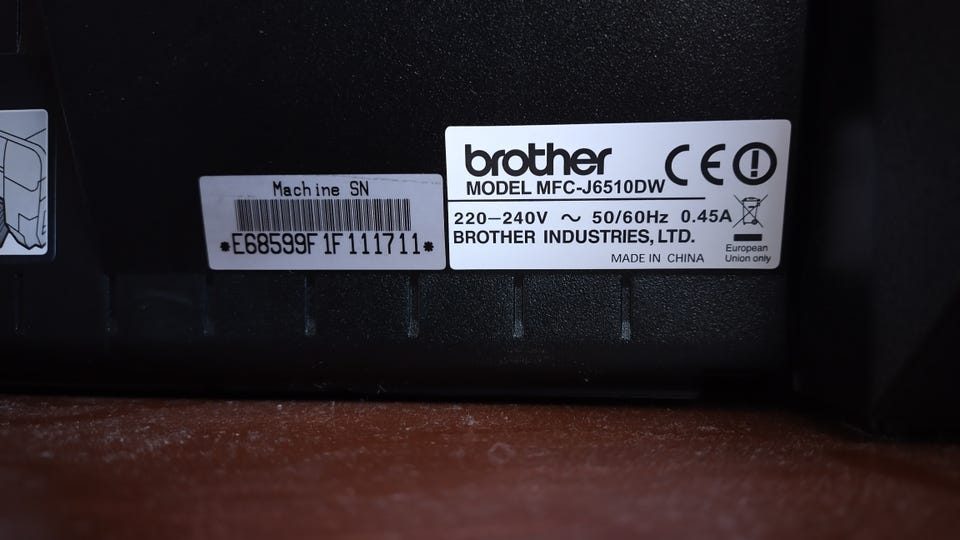 Machine SN
*E68599F1F111711*
brother
MODEL MFC-J6510DW
CE
220–240V ~ 50/60Hz 0.45A
BROTHER INDUSTRIES, LTD.
European
Union only
MADE IN CHINA